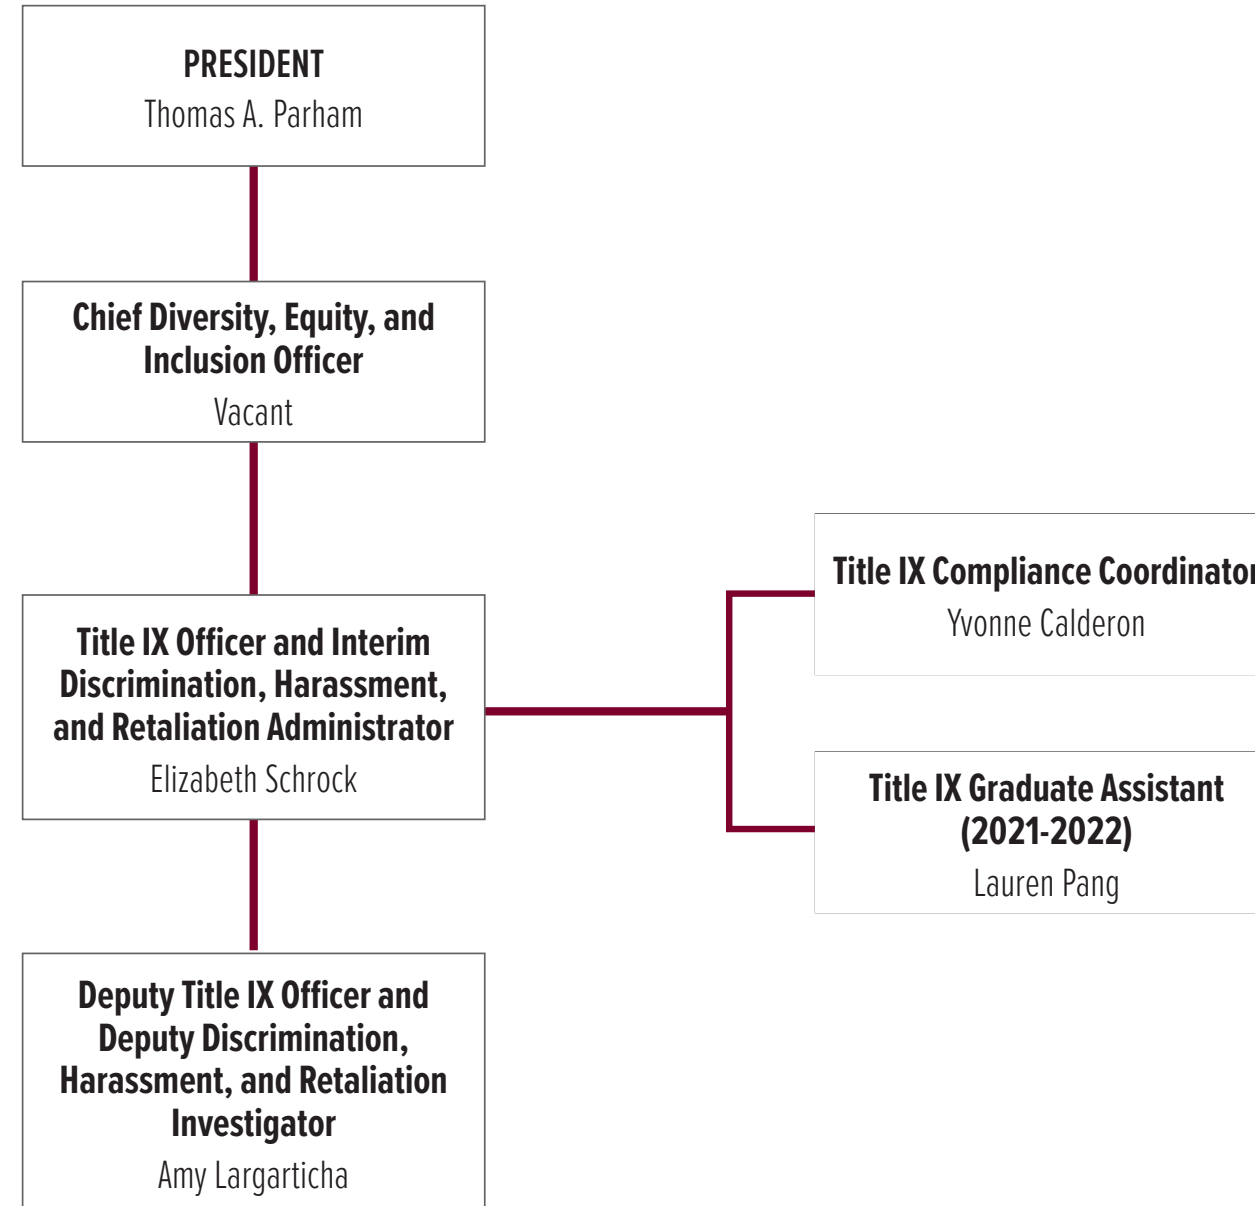 PRESIDENT
Thomas A. Parham
Chief Diversity, Equity, and
Inclusion Officer
Vacant
Title IX Officer and Interim
Discrimination, Harassment,
and Retaliation Administrator
Elizabeth Schrock
Title IX Compliance Coordinator
Yvonne Calderon
Title IX Graduate Assistant
(2021-2022)
Lauren Pang
Deputy Title IX Officer and
Deputy Discrimination,
Harassment, and Retaliation
Investigator
Amy Largarticha